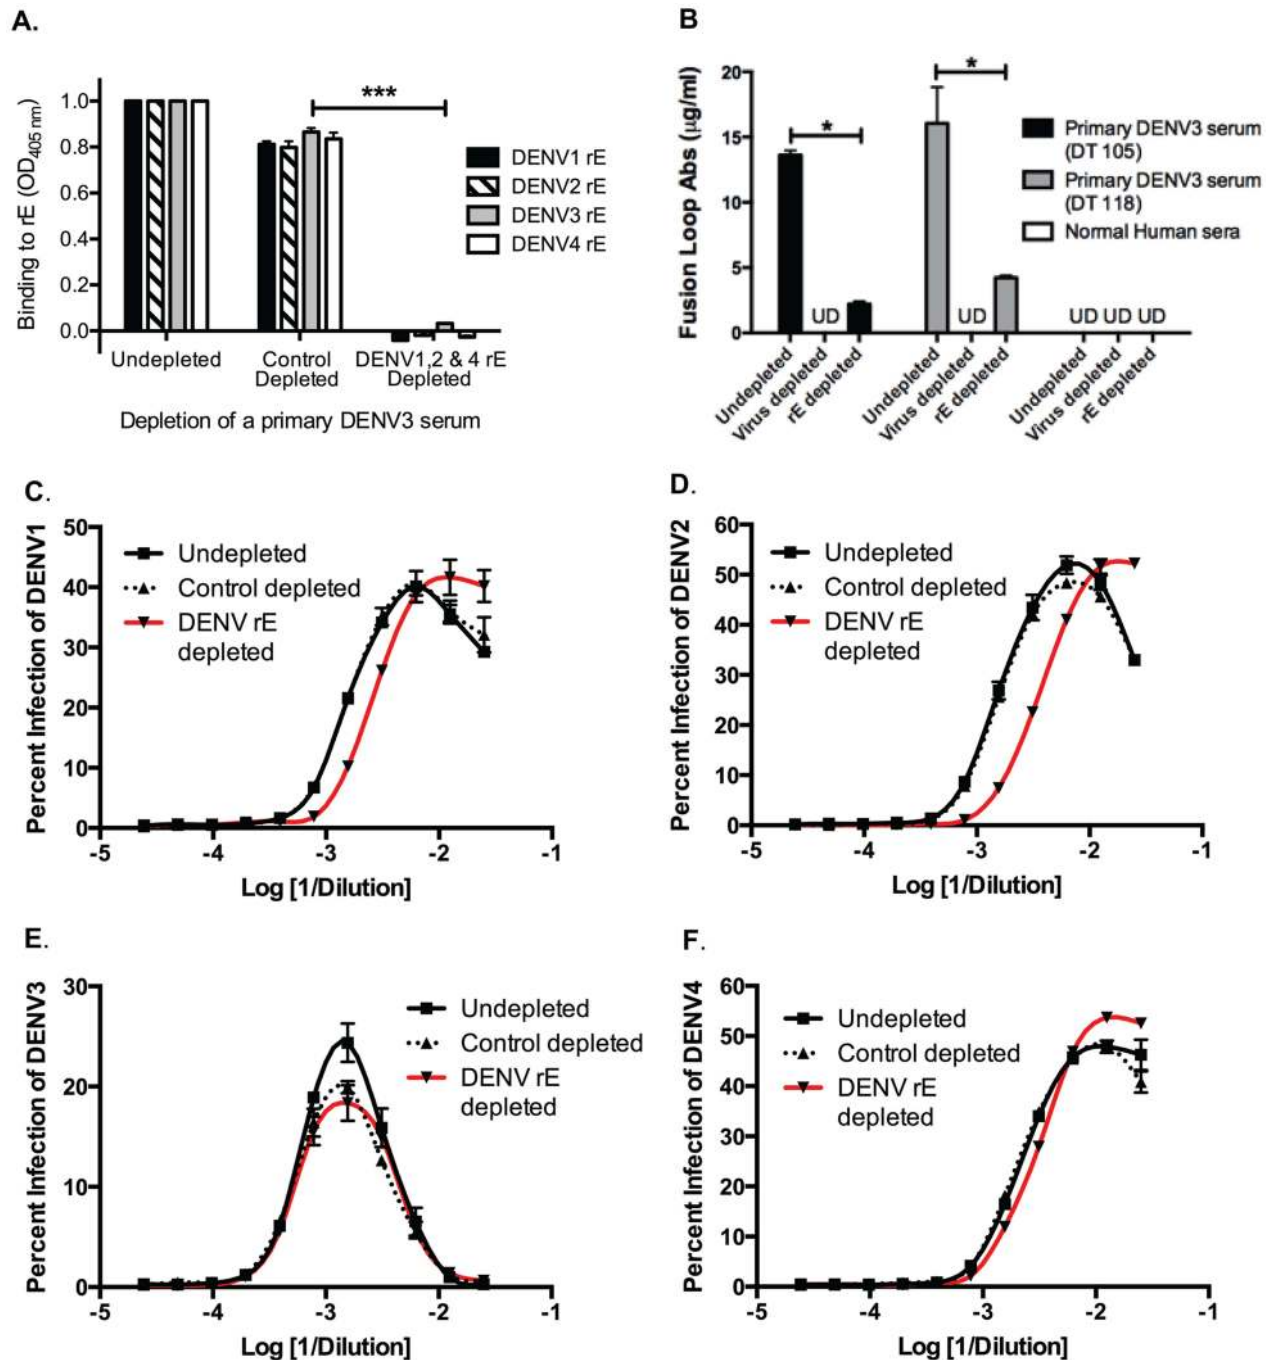 A.
***
1.0
0.8
0.6
0.4
0.2
0.0
Binding to rE (OD405 nm)
DENV1 rE
DENV2 rE
DENV3 rE
DENV4 rE
Undepleted
Control
Depleted
DENV1,2 & 4 rE
Depleted
Depletion of a primary DENV3 serum
B
*
*
20
15
10
5
0
Fusion Loop Abs (μg/ml)
Primary DENV3 serum
(DT 105)
Primary DENV3 serum
(DT 118)
Normal Human sera
UD
UD
UD UD UD
Undepleted
Virus depleted
rE depleted
Undepleted
Virus depleted
rE depleted
Undepleted
Virus depleted
rE depleted
C.
50
40
30
20
10
0
Percent Infection of DENV1
Undepleted
Control depleted
DENV rE
depleted
-5 -4 -3 -2 -1
Log [1/Dilution]
D.
60
50
40
30
20
10
0
Percent Infection of DENV2
Undepleted
Control depleted
DENV rE
depleted
-5 -4 -3 -2 -1
Log [1/Dilution]
E.
30
20
10
0
Percent Infection of DENV3
Undepleted
Control depleted
DENV rE
depleted
-5 -4 -3 -2 -1
Log [1/Dilution]
F.
60
50
40
30
20
10
0
Percent Infection of DENV4
Undepleted
Control depleted
DENV rE
depleted
-5 -4 -3 -2 -1
Log [1/Dilution]